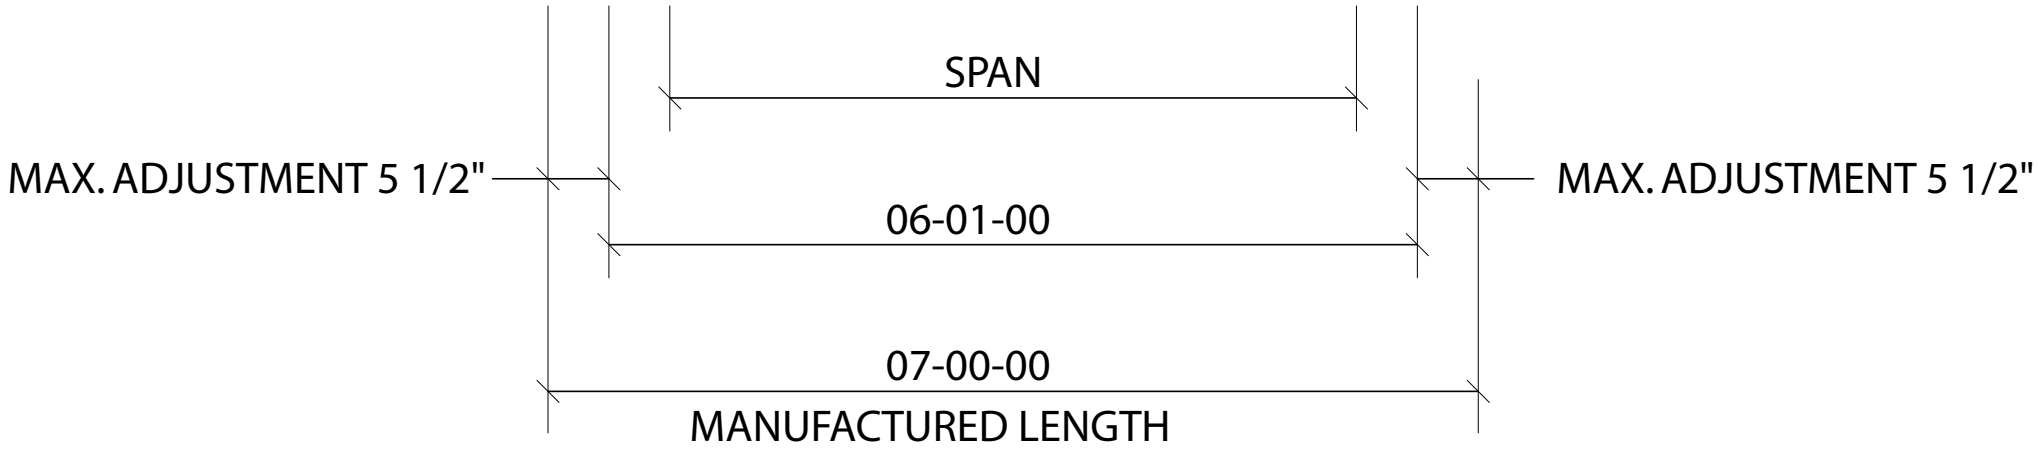 SPAN
MAX. ADJUSTMENT 5 1/2"
MAX. ADJUSTMENT 5 1/2"
06-01-00
07-00-00
MANUFACTURED LENGTH